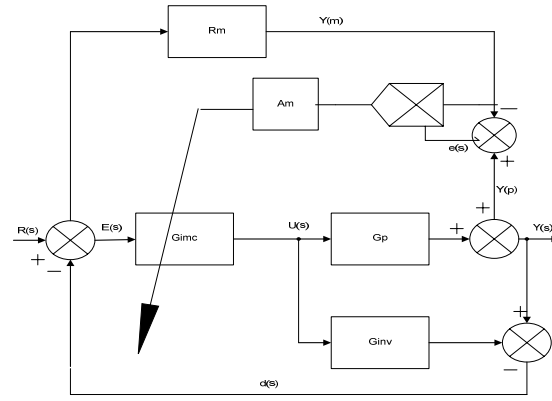 Rm
Y(m)
Am
e(s)
Y(p)
R(s)
E(s)
Gimc
U(s)
Gp
Y(s)
Ginv
d(s)